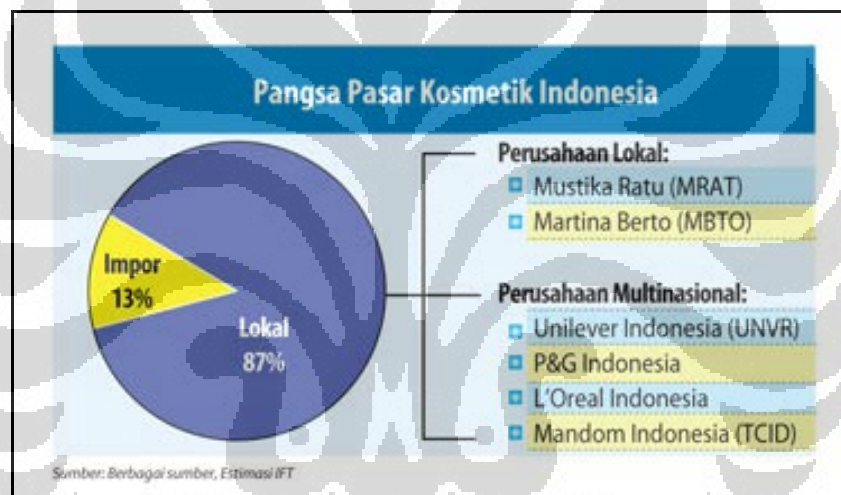 Pangsa Pasar Kosmetik Indonesia
Impor
13%
Lokal
87%
Perusahaan Lokal:
Mustika Ratu (MRAT)
Martina Berto (MBTO)
Perusahaan Multinasional:
Unilever Indonesia (UNVR)
P&G Indonesia
L'Oreal Indonesia
Mandom Indonesia (TCID)
Sumber: Berbagai sumber, Estimasi IFT